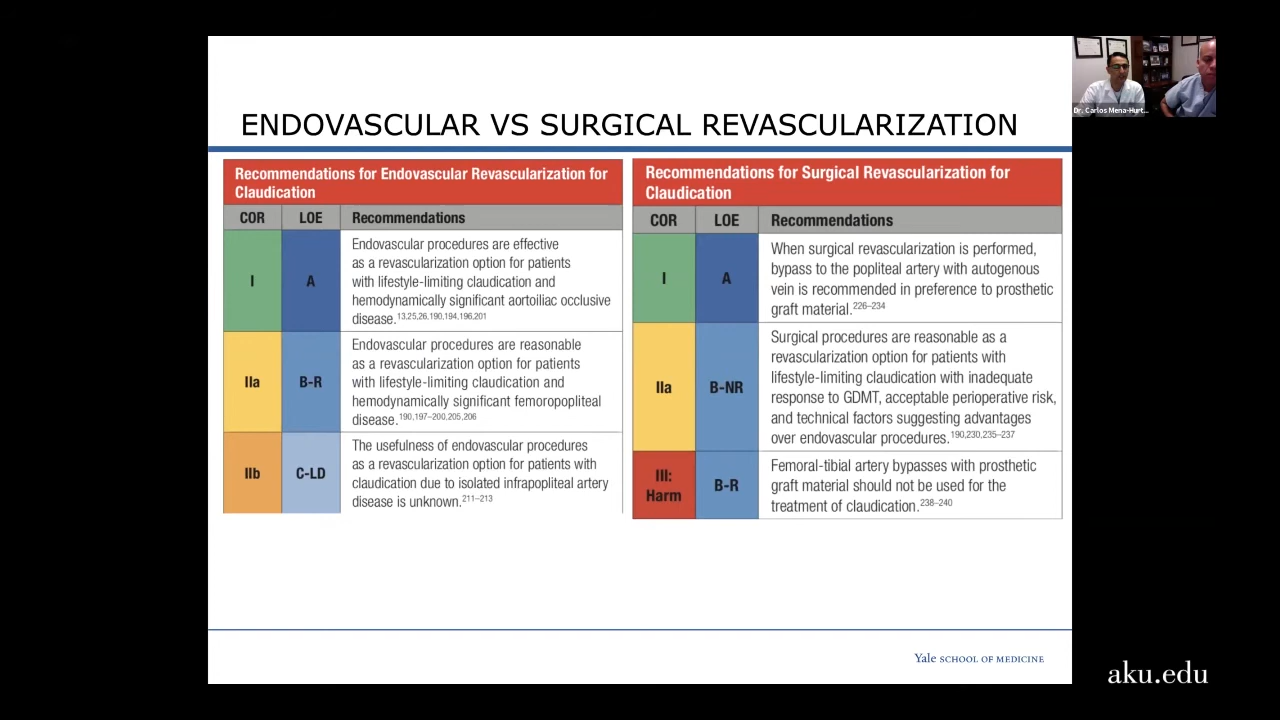 ENDOVASCULAR VS SURGICAL REVASCULARIZATION
Recommendations for Endovascular Revascularization for
Claudication
COR LOE Recommendations
I A
Endovascular procedures are effective
as a revascularization option for patients
with lifestyle-limiting claudication and
hemodynamically significant aortoiliac occlusive
disease.13,25,26,190,194,196,201
IIa B-R
Endovascular procedures are reasonable
as a revascularization option for patients
with lifestyle-limiting claudication and
hemodynamically significant femoropopliteal
disease.190,197–200,205,206
IIb C-LD
The usefulness of endovascular procedures
as a revascularization option for patients with
claudication due to isolated infrapopliteal artery
disease is unknown.211–213
Recommendations for Surgical Revascularization for
Claudication
COR LOE Recommendations
I A
When surgical revascularization is performed,
bypass to the popliteal artery with autogenous
vein is recommended in preference to prosthetic
graft material.226–234
IIa B-NR
Surgical procedures are reasonable as a
revascularization option for patients with
lifestyle-limiting claudication with inadequate
response to GDMT, acceptable perioperative risk,
and technical factors suggesting advantages
over endovascular procedures.190,230,235–237
III:
Harm
B-R
Femoral-tibial artery bypasses with prosthetic
graft material should not be used for the
treatment of claudication.238–240
Dr. Carlos Mena-Hurt...
Yale SCHOOL OF MEDICINE
aku.edu